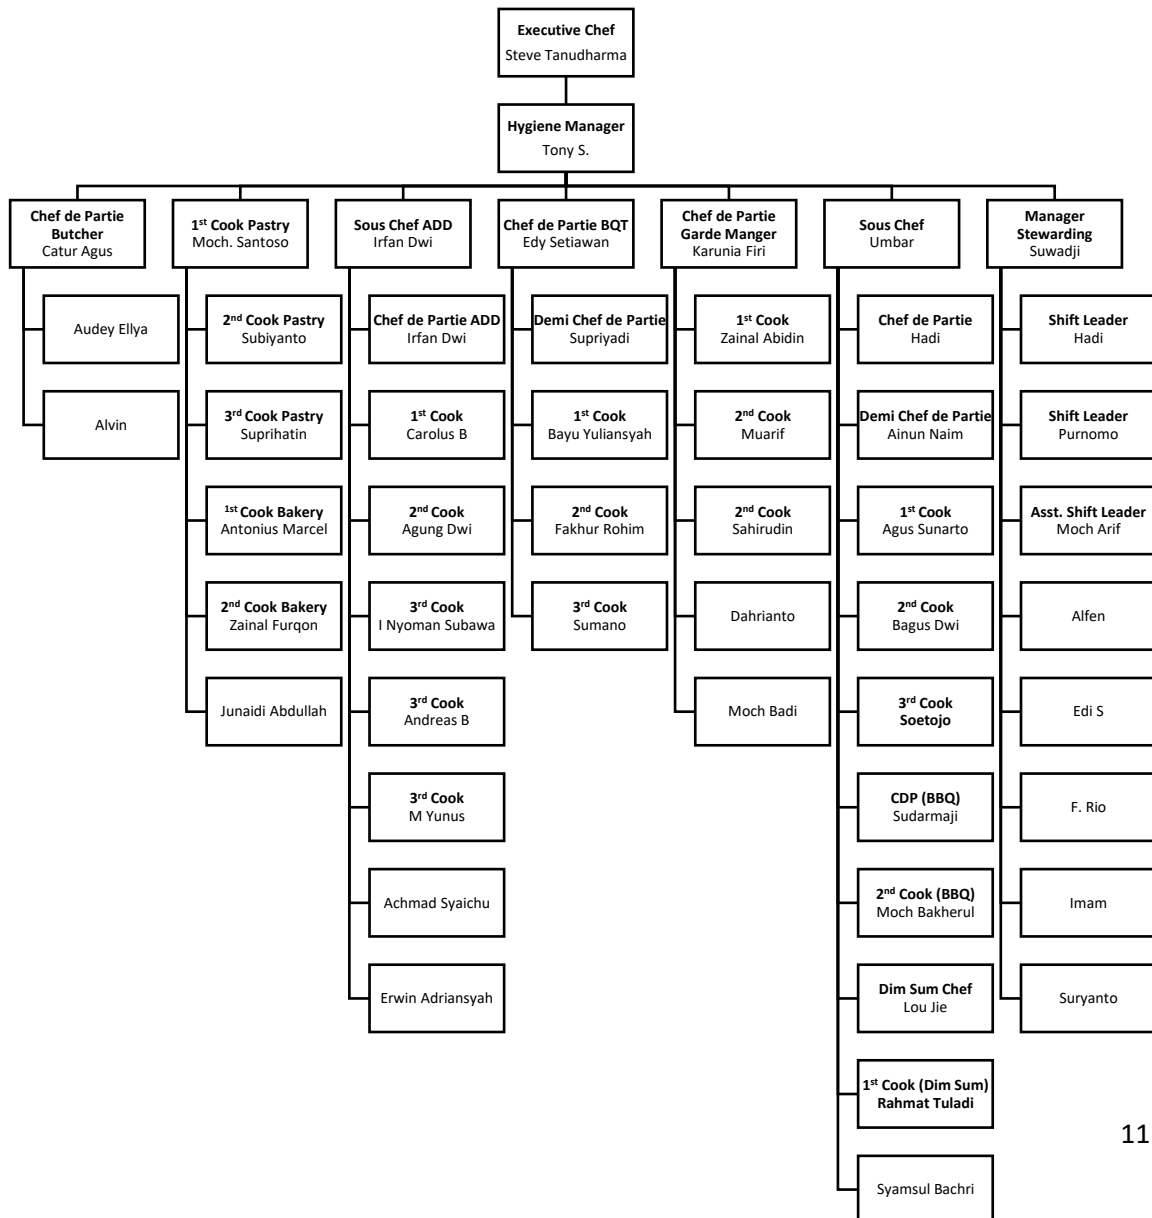 Executive Chef
Steve Tanudharma
Hygiene Manager
Tony S.
Chef de Partie
Butcher
Catur Agus
Audey Ellya
Alvin
1st Cook Pastry
Moch. Santoso
2nd Cook Pastry
Subiyanto
3rd Cook Pastry
Suprihatin
1st Cook Bakery
Antonius Marcel
2nd Cook Bakery
Zainal Furqon
Junaidi Abdullah
Sous Chef ADD
Irfan Dwi
Chef de Partie ADD
Irfan Dwi
1st Cook
Carolus B
2nd Cook
Agung Dwi
3rd Cook
I Nyoman Subawa
3rd Cook
Andreas B
3rd Cook
M Yunus
Achmad Syaichu
Erwin Adriansyah
Chef de Partie BQT
Edy Setiawan
Demi Chef de Partie
Supriyadi
1st Cook
Bayu Yuliansyah
2nd Cook
Fakhur Rohim
3rd Cook
Sumano
Chef de Partie
Garde Manger
Karunia Firi
1st Cook
Zainal Abidin
2nd Cook
Muarif
2nd Cook
Sahirudin
Dahrianto
Moch Badi
Sous Chef
Umbar
Chef de Partie
Hadi
Demi Chef de Partie
Ainun Naim
1st Cook
Agus Sunarto
2nd Cook
Bagus Dwi
3rd Cook
Soetojo
CDP (BBQ)
Sudarmaji
2nd Cook (BBQ)
Moch Bakherul
Dim Sum Chef
Lou Jie
1st Cook (Dim Sum)
Rahmat Tuladi
Syamsul Bachri
Manager
Stewarding
Suwadji
Shift Leader
Hadi
Shift Leader
Purnomo
Asst. Shift Leader
Moch Arif
Alfen
Edi S
F. Rio
Imam
Suryanto
11